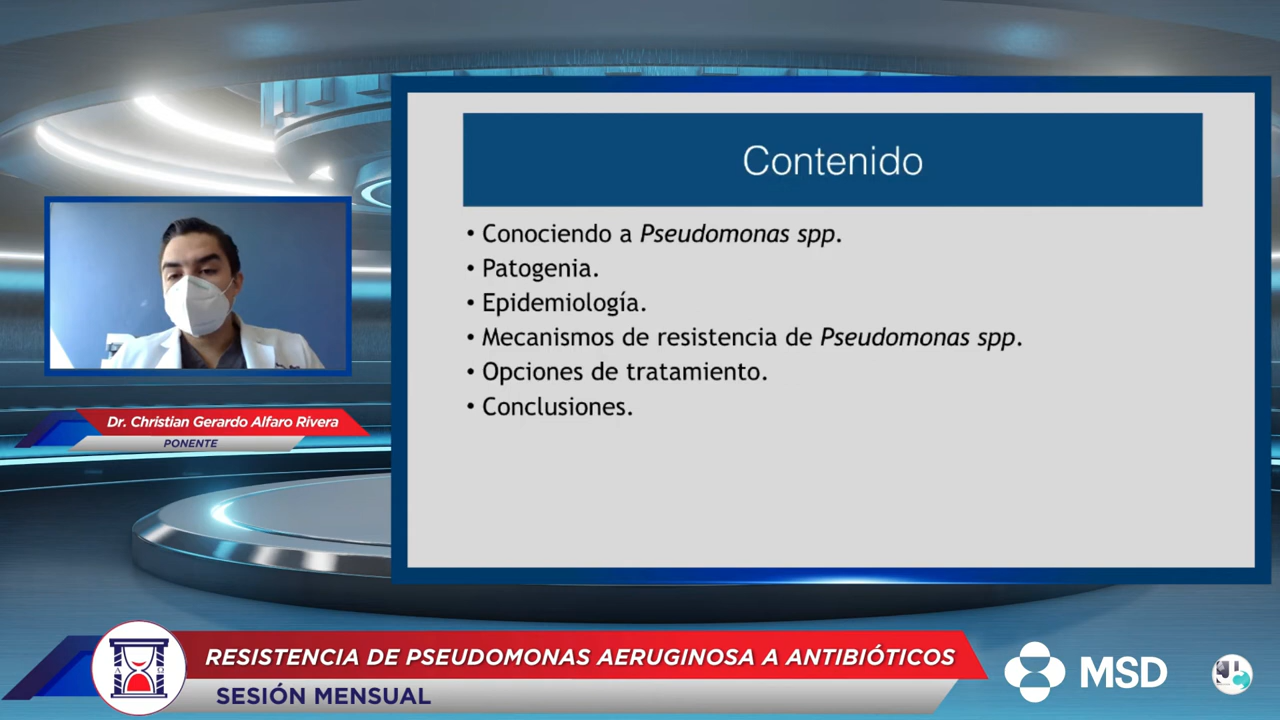 Contenido
• Conociendo a Pseudomonas spp.
• Patogenia.
• Epidemiología.
• Mecanismos de resistencia de Pseudomonas spp.
• Opciones de tratamiento.
• Conclusiones.
Dr. Christian Gerardo Alfaro Rivera
PONENTE
RESISTENCIA DE PSEUDOMONAS AERUGINOSA A ANTIBIÓTICOS
SESIÓN MENSUAL
A Ω
MSD